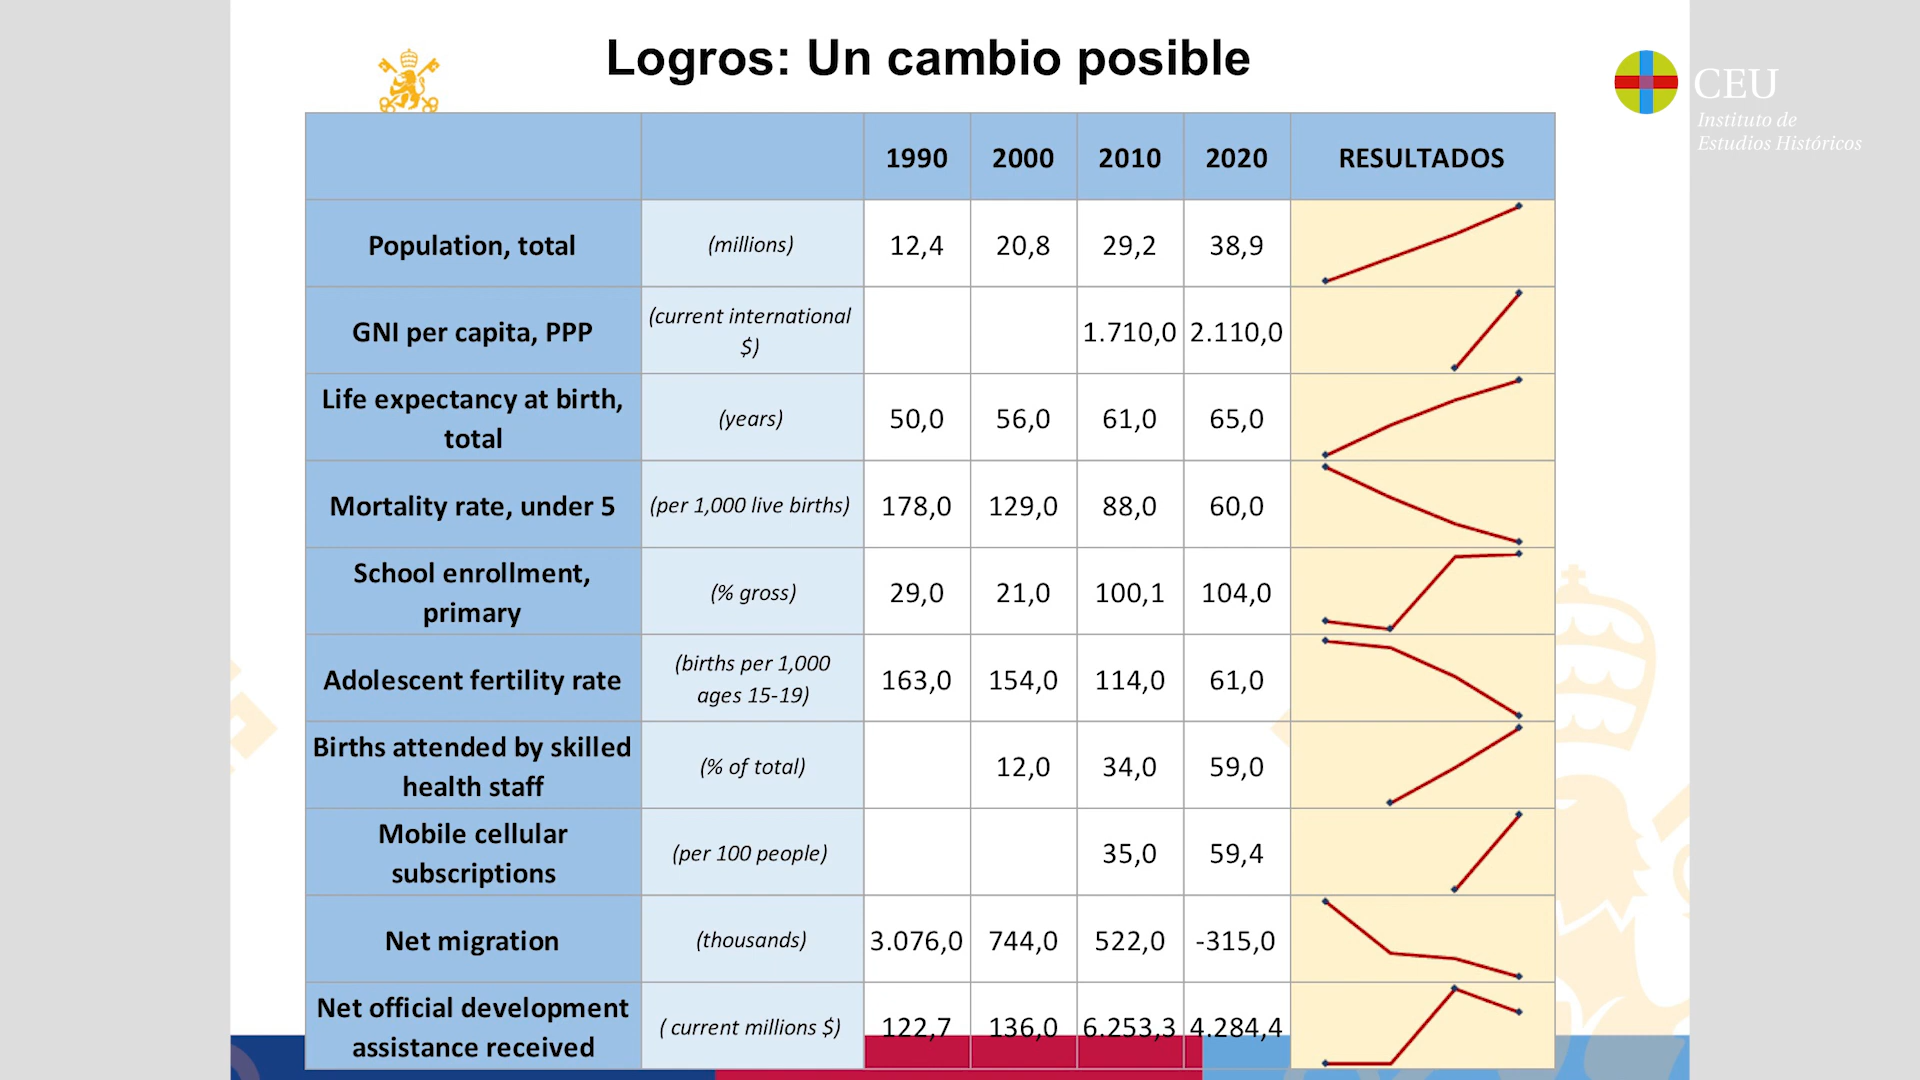 Logros: Un cambio posible
CEU
Instituto de
Estudios Históricos
1990 2000 2010 2020 RESULTADOS
Population, total (millions) 12,4 20,8 29,2 38,9
GNI per capita, PPP (current international
$) 1.710,0 2.110,0
Life expectancy at birth,
total (years) 50,0 56,0 61,0 65,0
Mortality rate, under 5 (per 1,000 live births) 178,0 129,0 88,0 60,0
School enrollment,
primary (% gross) 29,0 21,0 100,1 104,0
Adolescent fertility rate (births per 1,000
ages 15-19) 163,0 154,0 114,0 61,0
Births attended by skilled
health staff (% of total) 12,0 34,0 59,0
Mobile cellular
subscriptions (per 100 people) 35,0 59,4
Net migration (thousands) 3.076,0 744,0 522,0 -315,0
Net official development
assistance received ( current millions $) 122,7 136,0 6.253,3 4.284,4